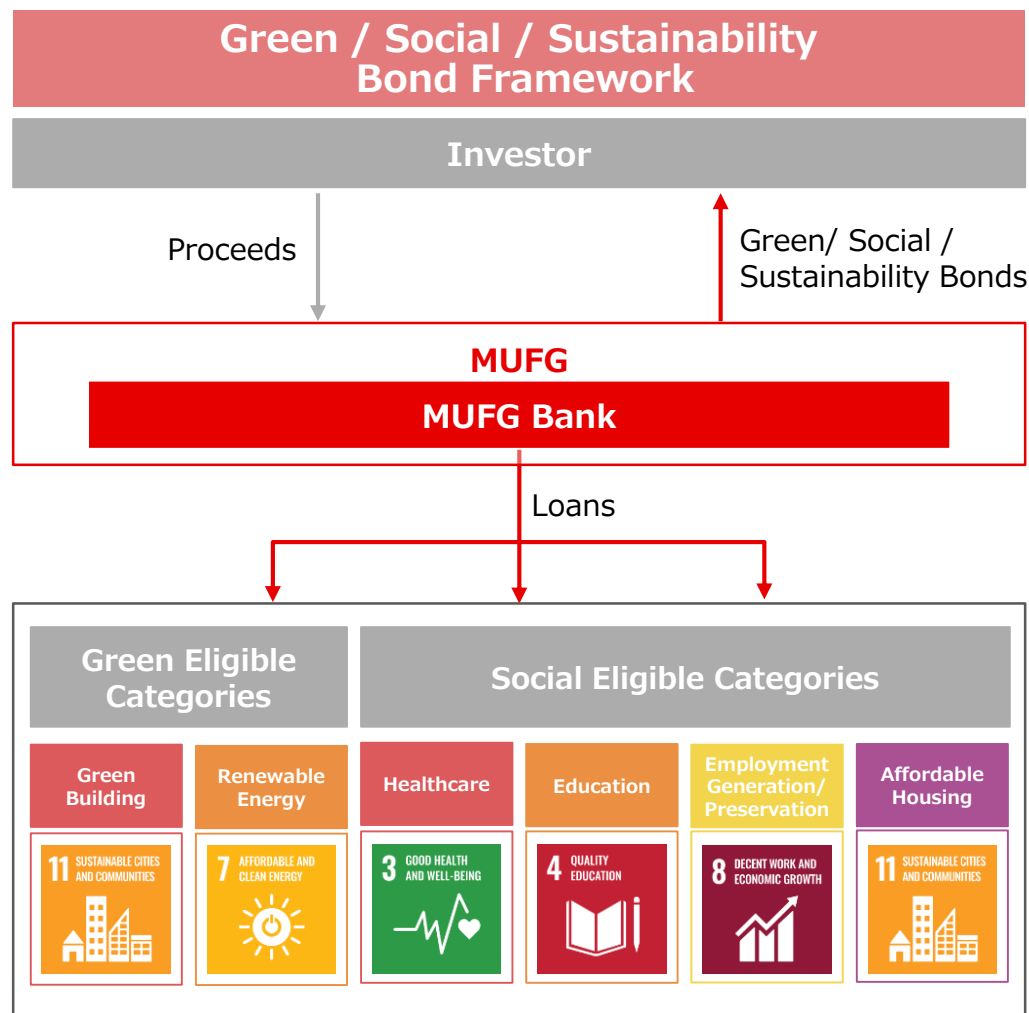 Green / Social / Sustainability
Bond Framework
Investor
Proceeds
Green/ Social /
Sustainability Bonds
MUFG
MUFG Bank
Loans
Green Eligible
Categories
Social Eligible Categories
Green
Building
Renewable
Energy
Healthcare
Education
Employment
Generation/
Preservation
Affordable
Housing
11 SUSTAINABLE CITIES
AND COMMUNITIES
7 AFFORDABLE AND
CLEAN ENERGY
3 GOOD HEALTH
AND WELL-BEING
4 QUALITY
EDUCATION
8 DECENT WORK AND
ECONOMIC GROWTH
11 SUSTAINABLE CITIES
AND COMMUNITIES